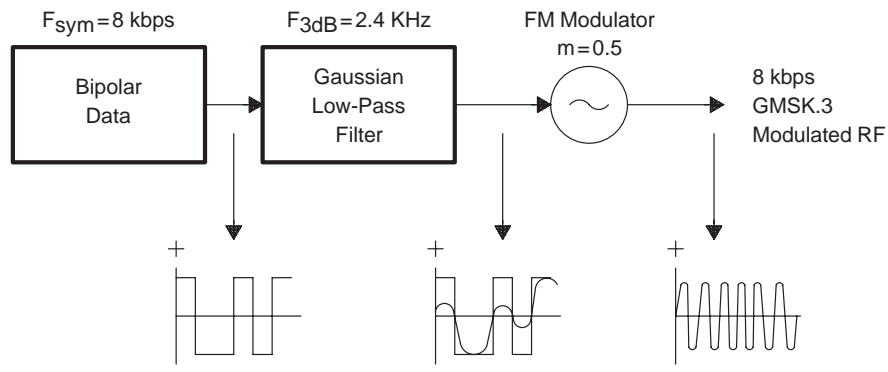 F_sym = 8 kbps
F_3dB = 2.4 KHz
FM Modulator
m = 0.5
Bipolar
Data
Gaussian
Low-Pass
Filter
8 kbps
GMSK.3
Modulated RF
+
+
+